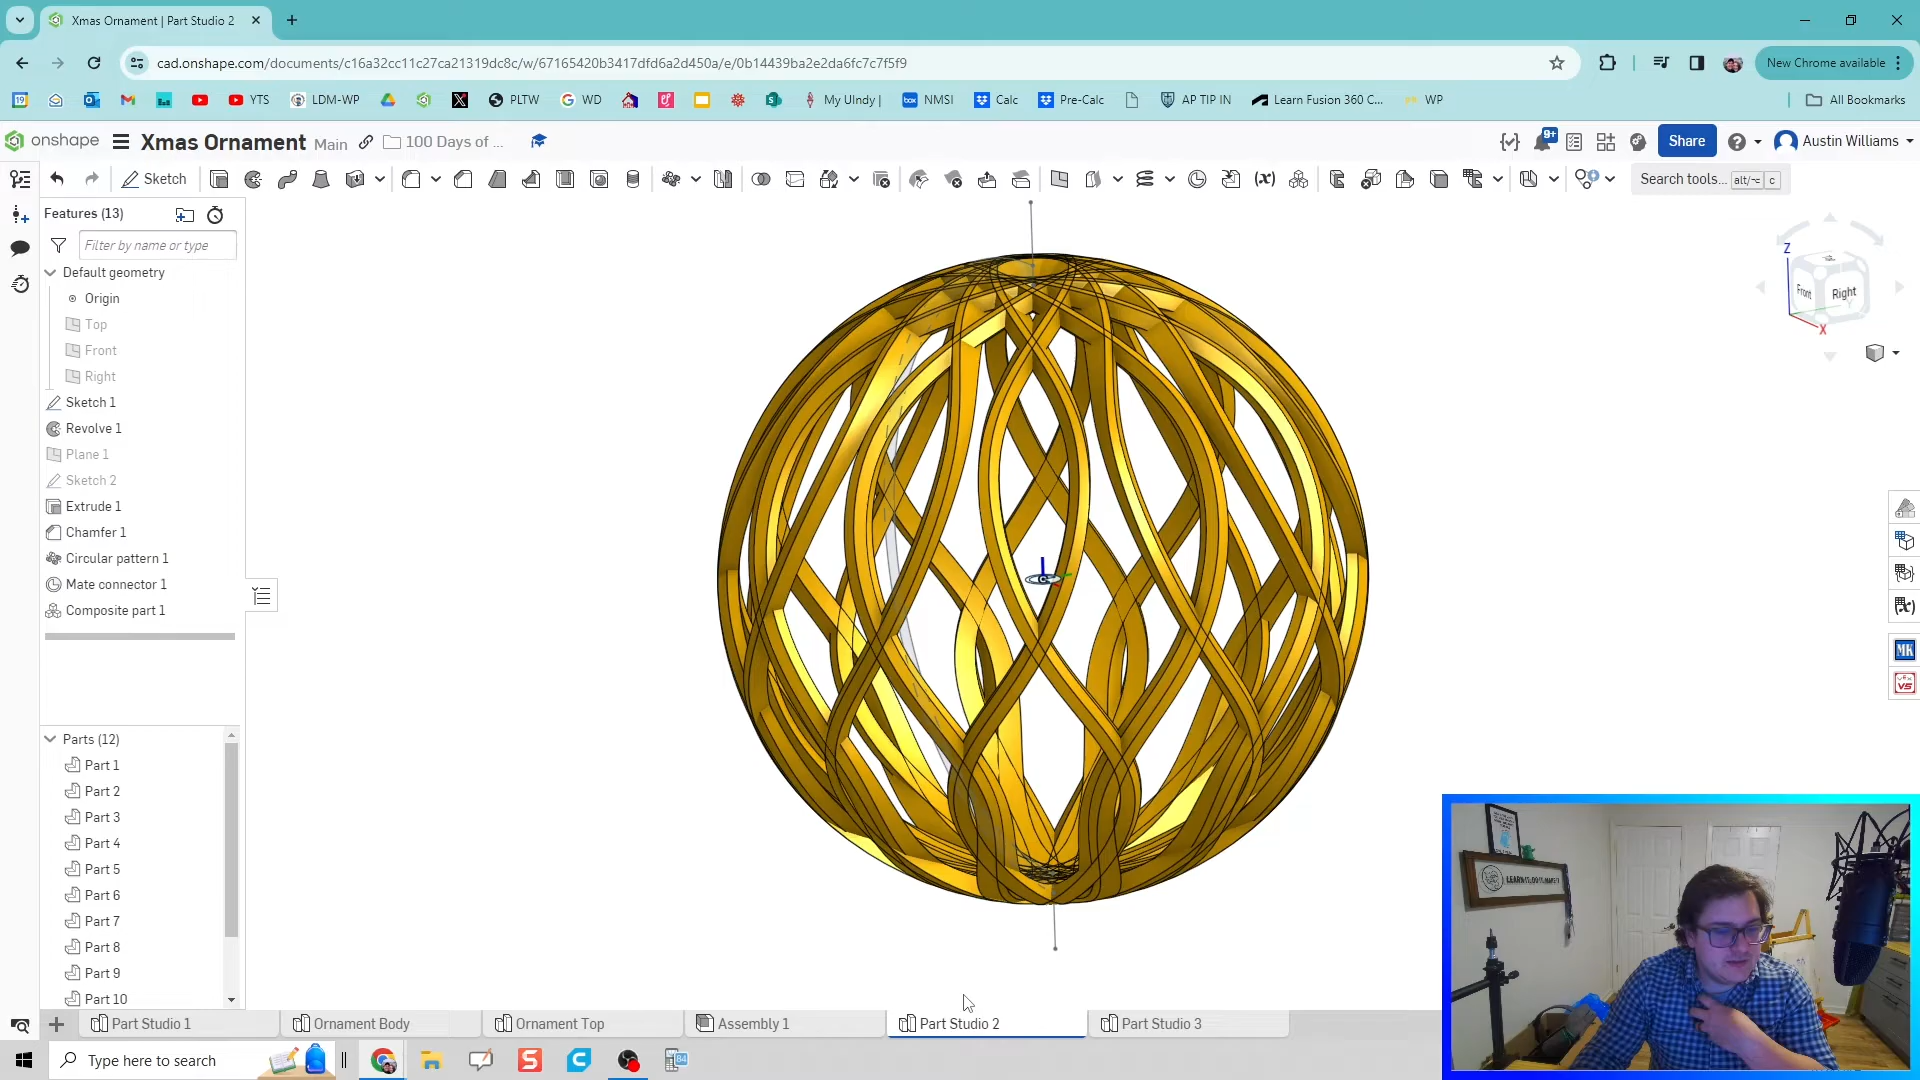 Xmas Ornament | Part Studio 2
cad.onshape.com/documents/c16a32cc11c27ca21319dc8c/w/67165420b3417dfd6a2d450a/e/0b14439ba2e2da6fc7c7f5f9
New Chrome available
19
YTS
LDM-WP
PLTW
WD
My UIndy |
box
NMSI
Calc
Pre-Calc
AP TIP IN
Learn Fusion 360 C...
WP
All Bookmarks
onshape
Xmas Ornament
Main
100 Days of ...
9+
Share
Austin Williams
Sketch
(x)
Search tools...
alt/⌥
c
Features (13)
Filter by name or type
Default geometry
Origin
Top
Front
Right
Sketch 1
Revolve 1
Plane 1
Sketch 2
Extrude 1
Chamfer 1
Circular pattern 1
Mate connector 1
Composite part 1
Z
Front
Right
X
MK
V5
Parts (12)
Part 1
Part 2
Part 3
Part 4
Part 5
Part 6
Part 7
Part 8
Part 9
Part 10
Part Studio 1
Ornament Body
Ornament Top
Assembly 1
Part Studio 2
Part Studio 3
Type here to search
84